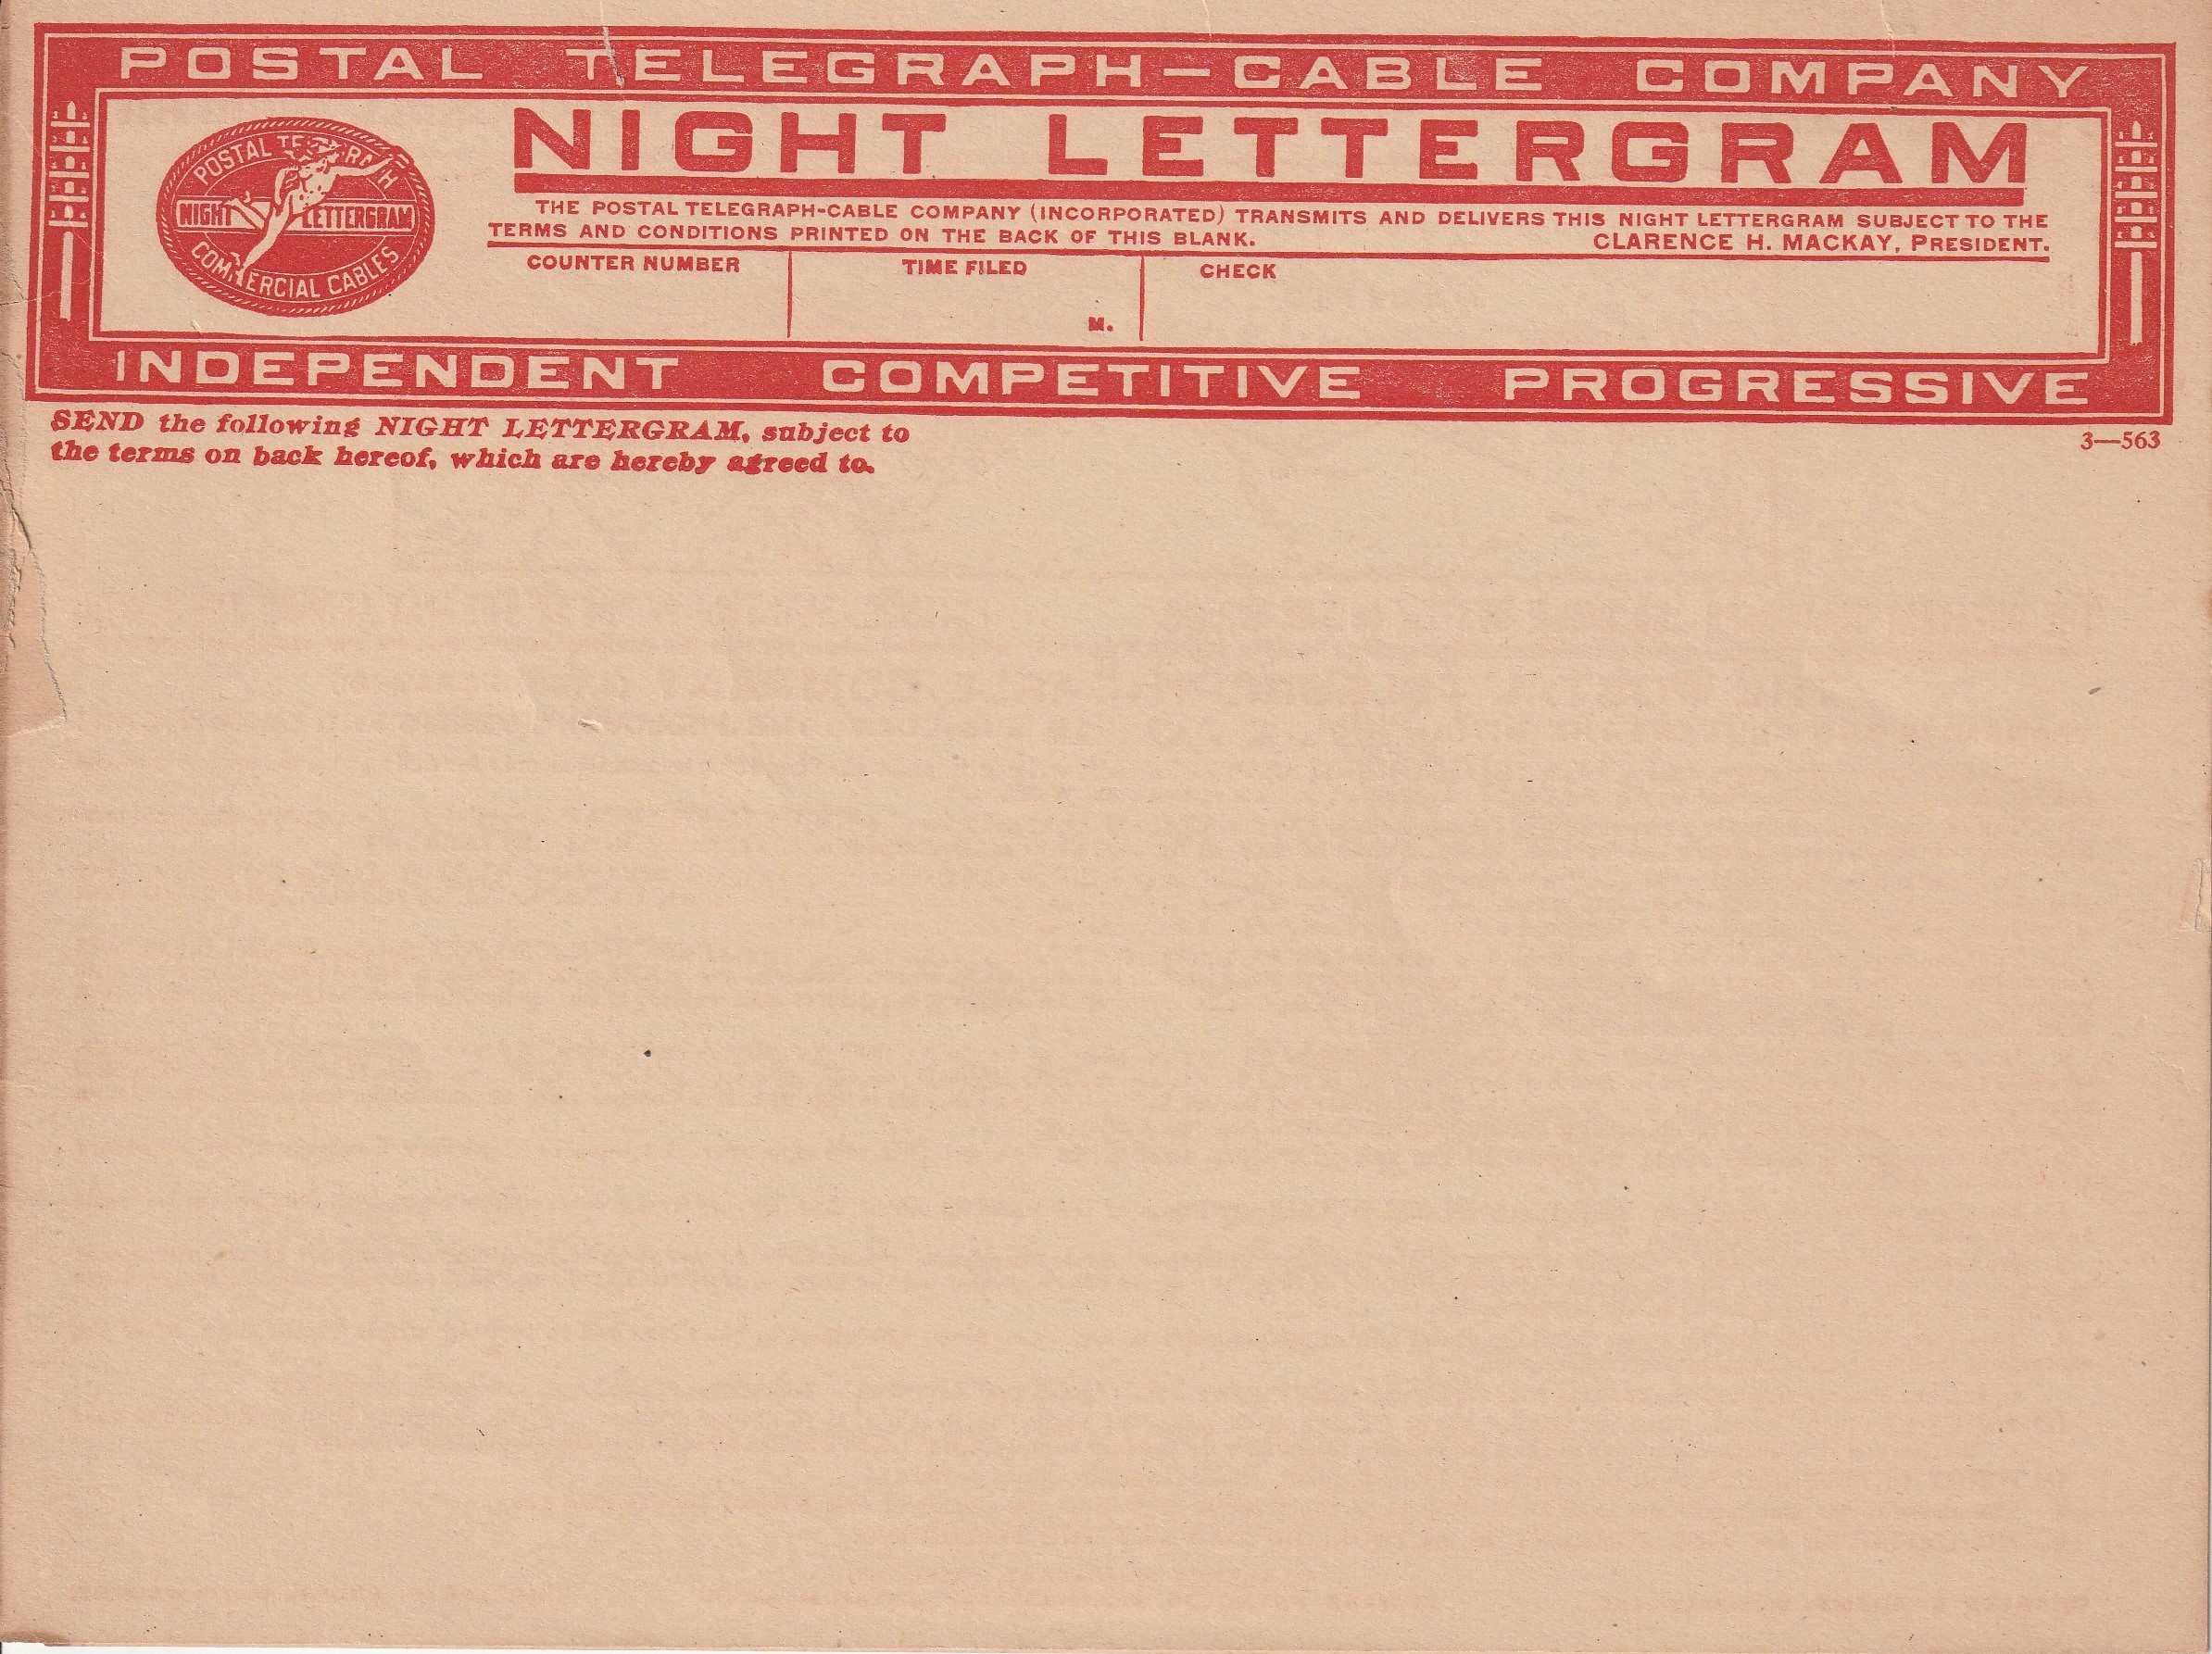 POSTAL TELEGRAPH—CABLE COMPANY
POSTAL TELEGRAPH
NIGHT LETTERGRAM
COMMERCIAL CABLES
NIGHT LETTERGRAM
THE POSTAL TELEGRAPH-CABLE COMPANY (INCORPORATED) TRANSMITS AND DELIVERS THIS NIGHT LETTERGRAM SUBJECT TO THE
TERMS AND CONDITIONS PRINTED ON THE BACK OF THIS BLANK. CLARENCE H. MACKAY, PRESIDENT.
COUNTER NUMBER TIME FILED CHECK
M.
INDEPENDENT COMPETITIVE PROGRESSIVE
SEND the following NIGHT LETTERGRAM, subject to
the terms on back hereof, which are hereby agreed to.
3—563